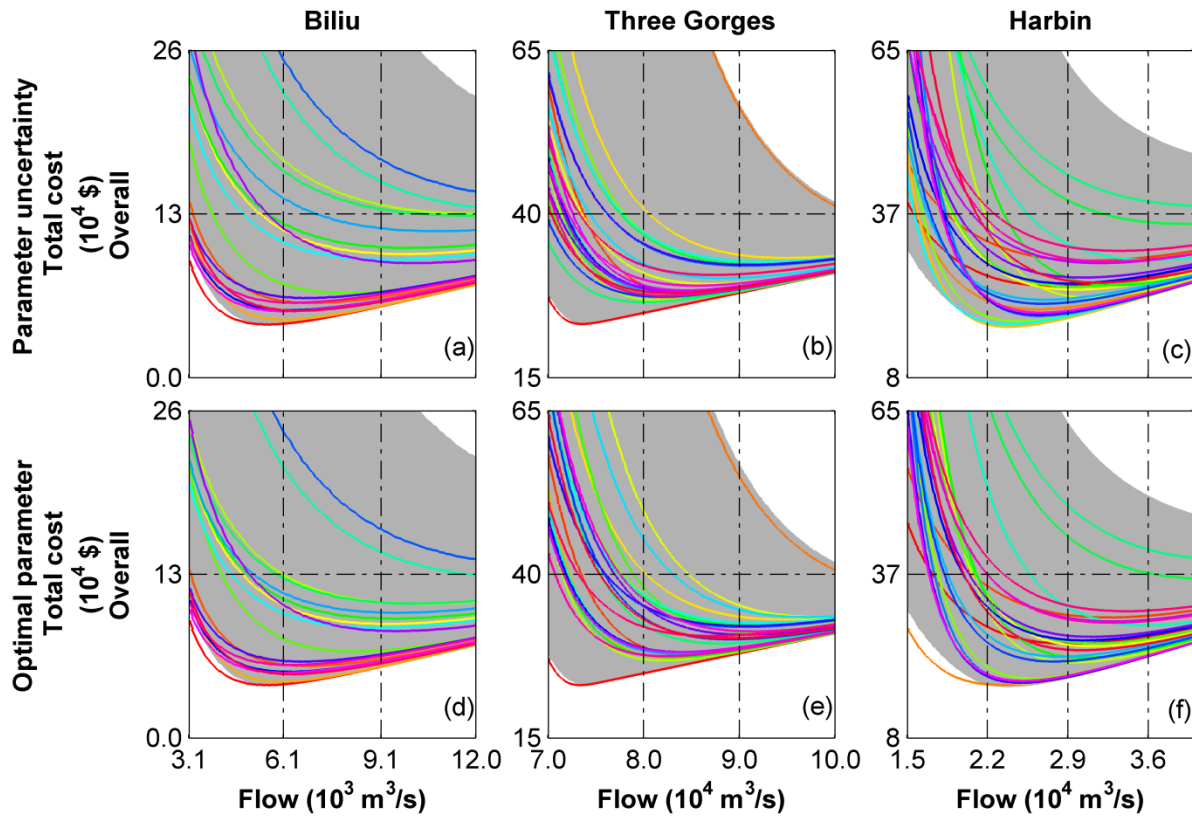 Biliu Three Gorges Harbin
Parameter uncertainty
Total cost
(10⁴ $)
Overall
26
13
0.0
(a)
65
40
15
(b)
65
37
8
(c)
Optimal parameter
Total cost
(10⁴ $)
Overall
26
13
0.0
(d)
65
40
15
(e)
65
37
8
(f)
3.1 6.1 9.1 12.0 7.0 8.0 9.0 10.0 1.5 2.2 2.9 3.6
Flow (10³ m³/s) Flow (10⁴ m³/s) Flow (10⁴ m³/s)